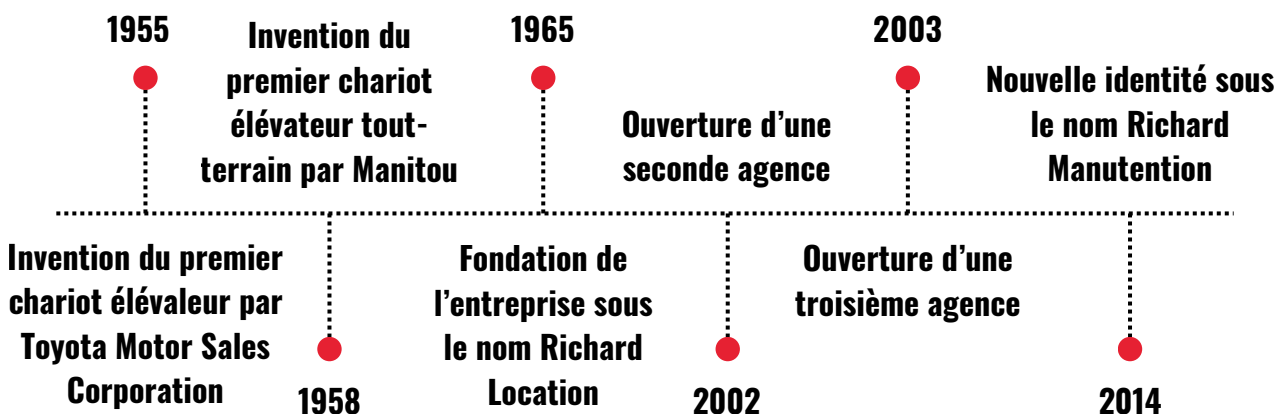 1955
Invention du premier
chariot élévaleur par
Toyota Motor Sales
Corporation
Invention du
premier chariot
élévateur tout-
terrain par Manitou
1958
1965
Fondation de
l’entreprise sous
le nom Richard
Location
Ouverture d’une
seconde agence
2002
2003
Ouverture d’une
troisième agence
Nouvelle identité sous
le nom Richard
Manutention
2014